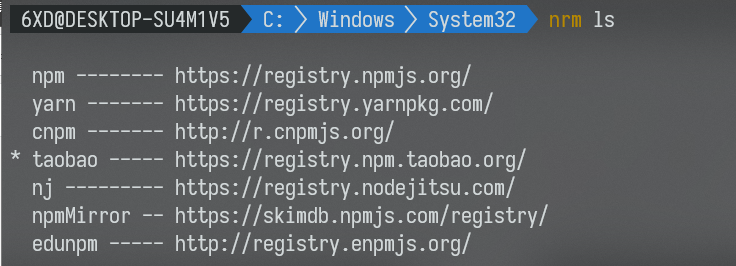 6XD@DESKTOP-SU4M1V5 C: Windows System32 nrm ls
npm -------- https://registry.npmjs.org/
yarn ------- https://registry.yarnpkg.com/
cnpm ------- http://r.cnpmjs.org/
* taobao ----- https://registry.npm.taobao.org/
nj --------- https://registry.nodejitsu.com/
npmMirror -- https://skimdb.npmjs.com/registry/
edunpm ----- http://registry.enpmjs.org/